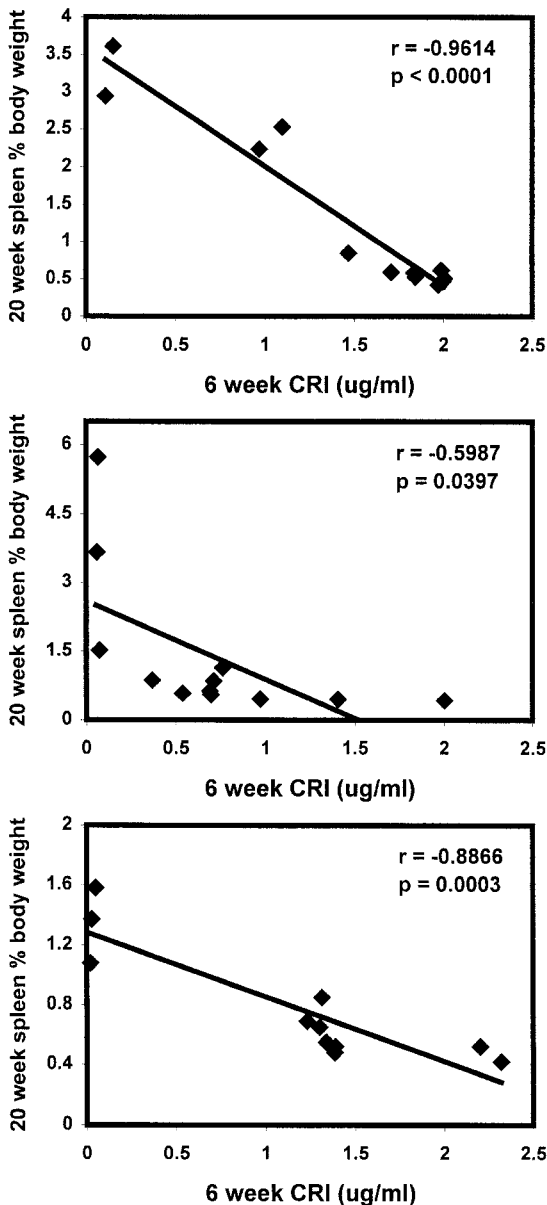 4
3.5
3
2.5
2
1.5
1
0.5
0
20 week spleen % body weight
r = -0.9614
p < 0.0001
0 0.5 1 1.5 2 2.5
6 week CRI (ug/ml)
6
4.5
3
1.5
0
20 week spleen % body weight
r = -0.5987
p = 0.0397
0 0.5 1 1.5 2 2.5
6 week CRI (ug/ml)
2
1.6
1.2
0.8
0.4
0
20 week spleen % body weight
r = -0.8866
p = 0.0003
0 0.5 1 1.5 2 2.5
6 week CRI (ug/ml)